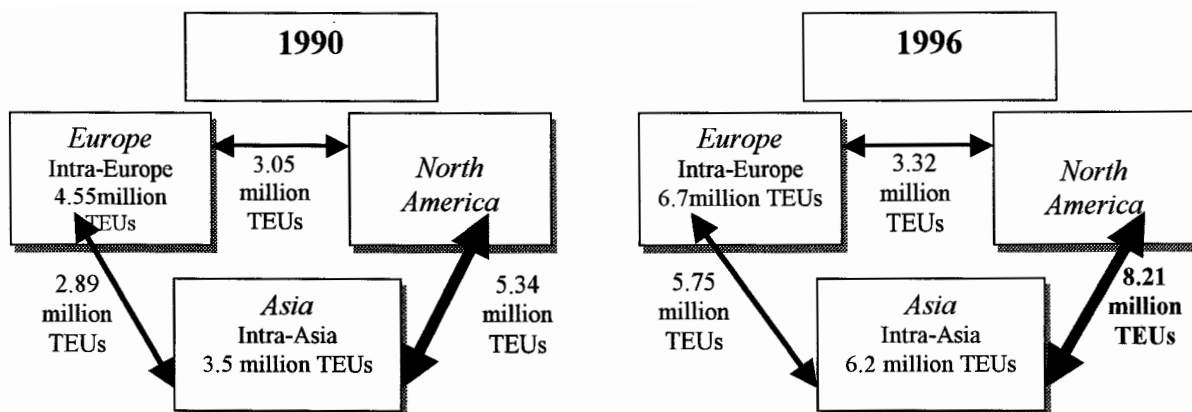 1990
Europe
Intra-Europe
4.55million
TEUs
3.05
million
TEUs
North
America
2.89
million
TEUs
Asia
Intra-Asia
3.5 million TEUs
5.34
million
TEUs
1996
Europe
Intra-Europe
6.7million TEUs
3.32
million
TEUs
North
America
5.75
million
TEUs
Asia
Intra-Asia
6.2 million TEUs
8.21
million
TEUs